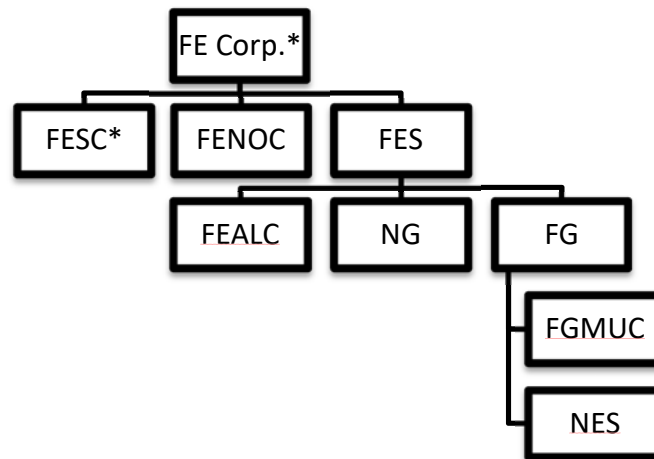 FE Corp.*
FESC*
FENOC
FES
FEALC
NG
FG
FGMUC
NES